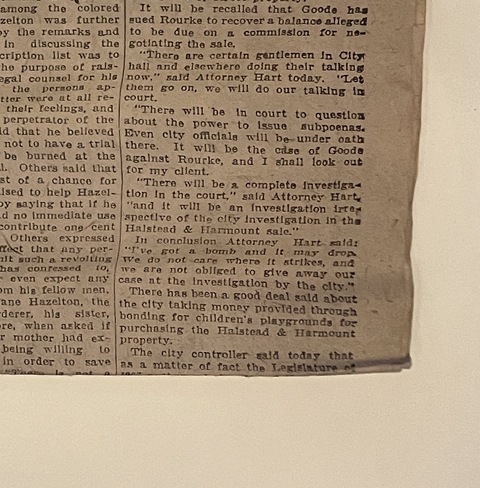 among the colored
zelton was further
by the remarks and
in discussing the
cription list was to
he purpose of rais-
egal counsel for his
the persons ap-
tter were at all re-
their feelings, and
perpetrator of the
id that he believed
not to have a trial
be burned at the
l. Others said that
st of a chance for
ised to help Hazel-
by saying that if he
d no immediate use
contribute one cent
Others expressed
ffect that any per-
nit such a revolting
has confessed to,
r even expect any
om his fellow men.
ane Hazelton, the
rderer, his sister,
re, when asked if
r mother had ex-
being willing to
in order to save
It will be recalled that Goode has
sued Rourke to recover a balance alleged
to be due on a commission for ne-
gotiating the sale.
"There are certain gentlemen in City
hall and elsewhere doing their talking
now," said Attorney Hart today. "Let
them go on, we will do our talking in
court.
"There will be in court to question
about the power to issue subpoenas.
Even city officials will be under oath
there. It will be the case of Goode
against Rourke, and I shall look out
for my client.
"There will be a complete investiga-
tion in the court," said Attorney Hart,
"and it will be an investigation irre-
spective of the city investigation in the
Halstead & Harmount sale."
In conclusion Attorney Hart said:
"I've got a bomb and it may drop.
We do not care where it strikes, and
we are not obliged to give away our
case at the investigation by the city."
There has been a good deal said about
the city taking money provided through
bonding for children's playgrounds for
purchasing the Halstead & Harmount
property.
The city controller said today that
as a matter of fact the Legislature of